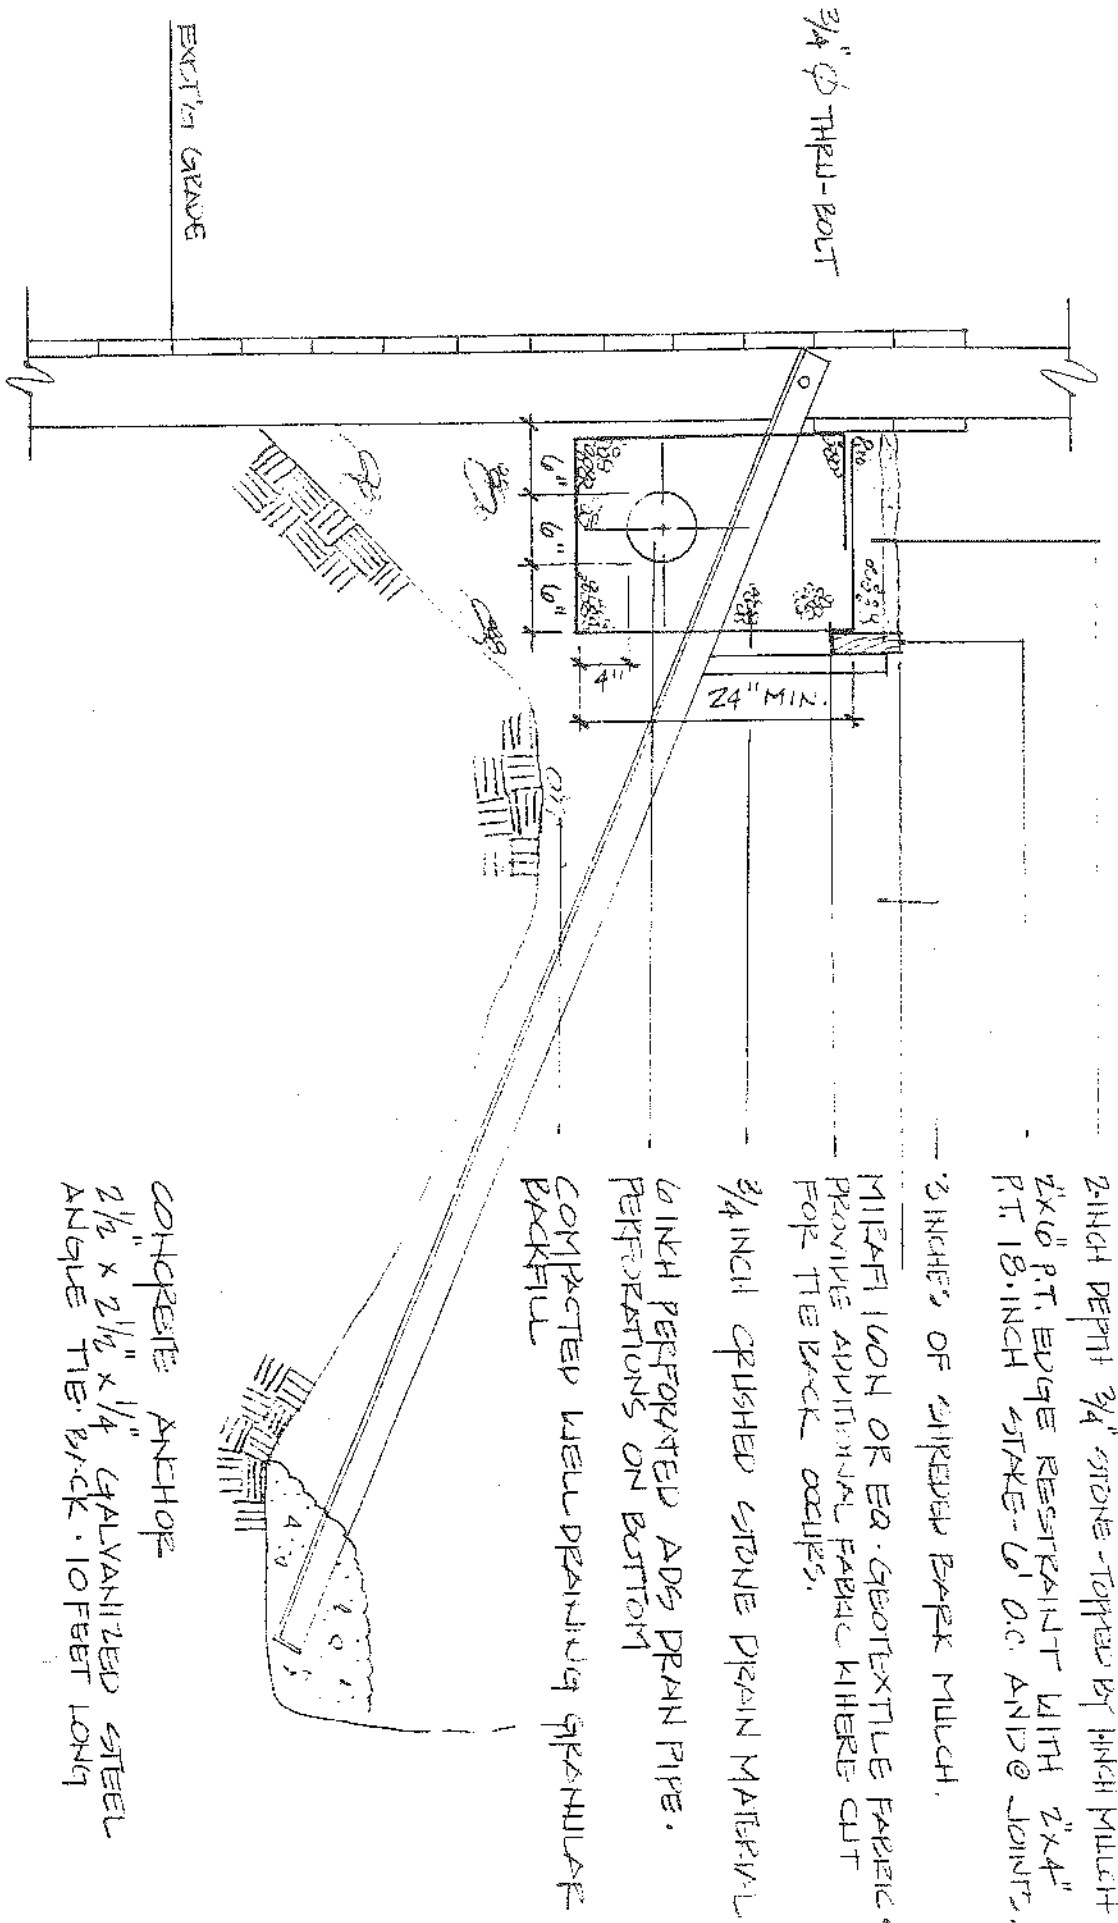 2-INCH DEPTH 3/4" STONE-TOPPED BY 1 INCH MULCH
2"X6" P.T. EDGE RESTRAINT WITH 2"X4"
P.T. 18-INCH STAKE-6' O.C. AND @ JOINTS.
3 INCHES OF SHREDED BARK MULCH.
MIRAFI 160N OR EQ. GEOTEXTILE FABRIC.
PROVIDE ADDITIONAL FABRIC WHERE CUT
FOR TIE BACK OCCURS.
3/4 INCH CRUSHED STONE DRAIN MATERIAL
6 INCH PERFORATED ADS DRAIN PIPE.
PERFORATIONS ON BOTTOM
COMPACTED WELL DRAINING GRANULAR
BACKFILL
CONCRETE ANCHOR
2 1/2" x 2 1/2" x 1/4 GALVANIZED STEEL
ANGLE TIE-BACK. 10 FEET LONG
3/4" Ø THRU-BOLT
EXIST'G GRADE
24" MIN.
4"
6"
6"
6"